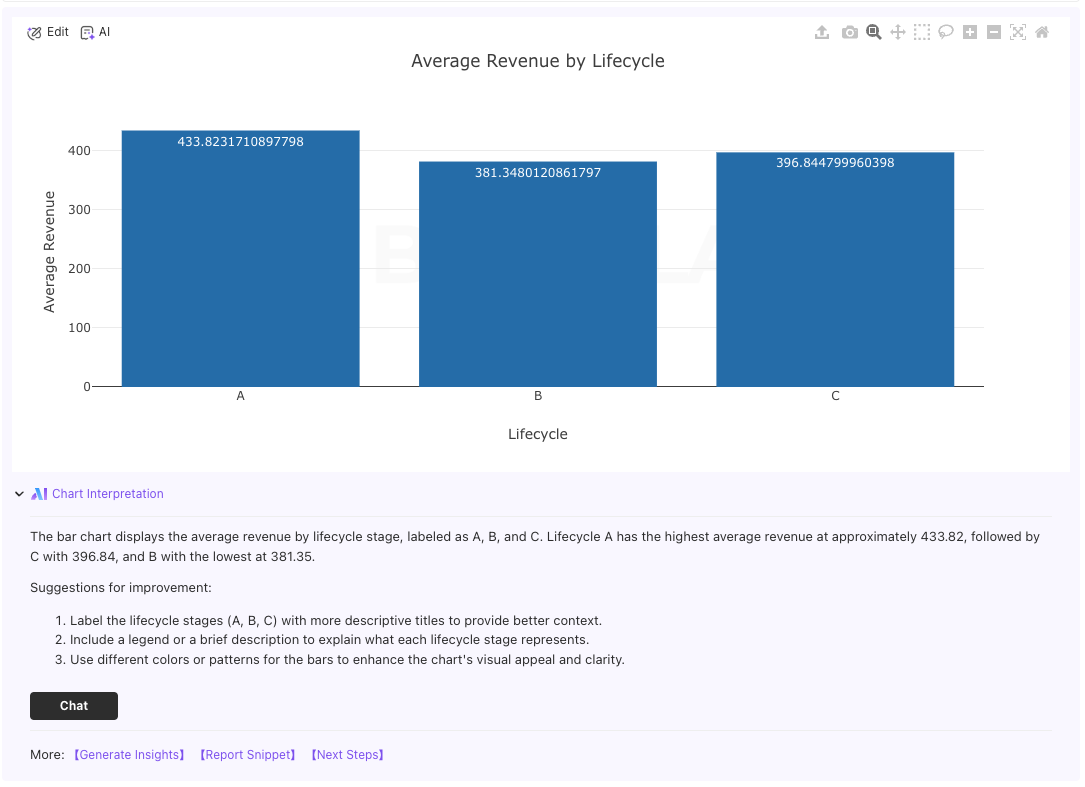 Edit AI
Average Revenue by Lifecycle
433.8231710897798
381.3480120861797
396.844799960398
400
300
200
100
0
Average Revenue
A B C
Lifecycle
AI Chart Interpretation
The bar chart displays the average revenue by lifecycle stage, labeled as A, B, and C. Lifecycle A has the highest average revenue at approximately 433.82, followed by
C with 396.84, and B with the lowest at 381.35.
Suggestions for improvement:
1. Label the lifecycle stages (A, B, C) with more descriptive titles to provide better context.
2. Include a legend or a brief description to explain what each lifecycle stage represents.
3. Use different colors or patterns for the bars to enhance the chart's visual appeal and clarity.
Chat
More: 【Generate Insights】 【Report Snippet】 【Next Steps】